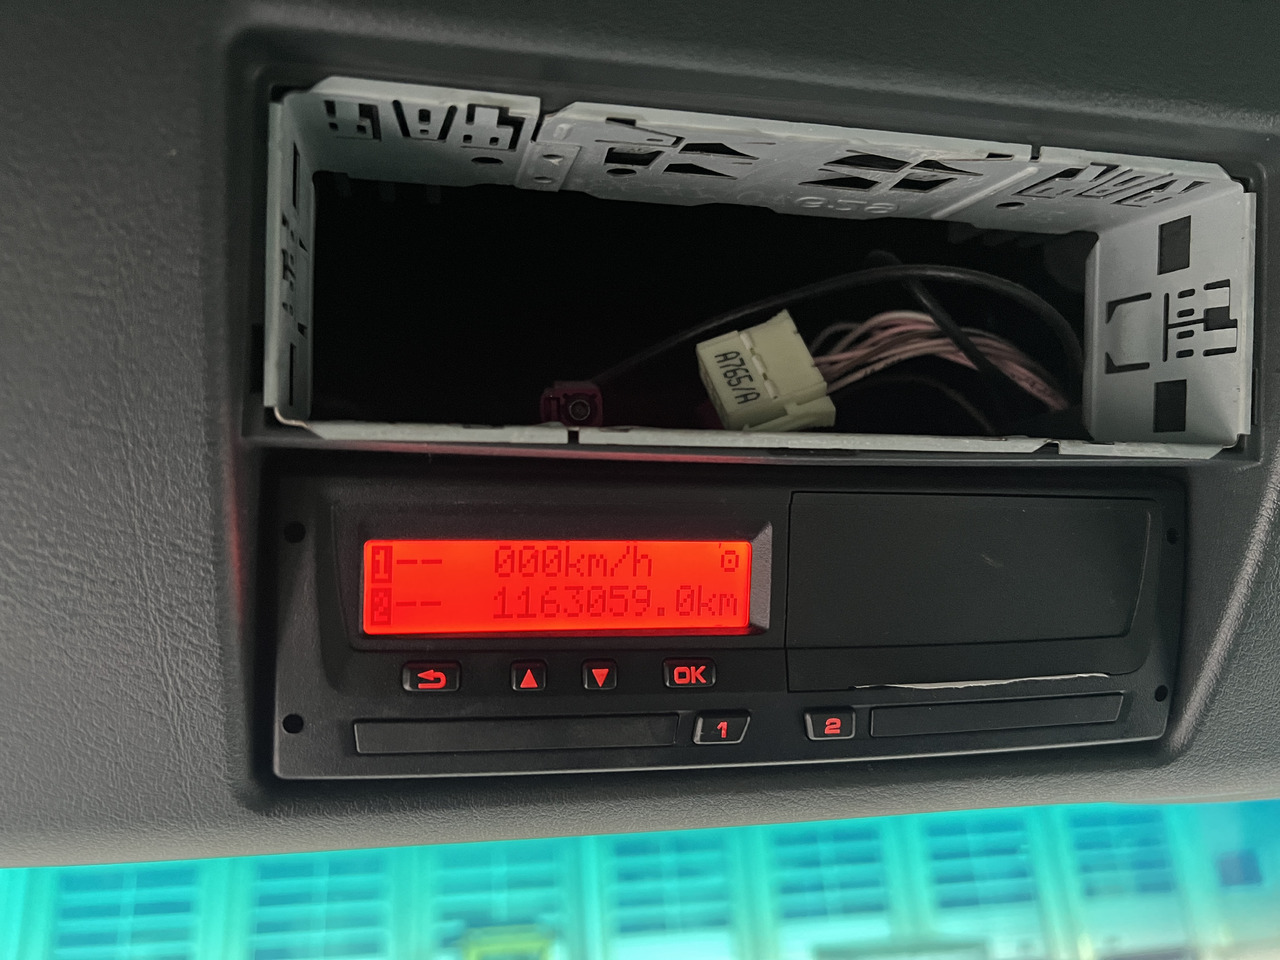 A765/A
1 -- 000km/h
2 -- 1163059.0km
OK
1
2